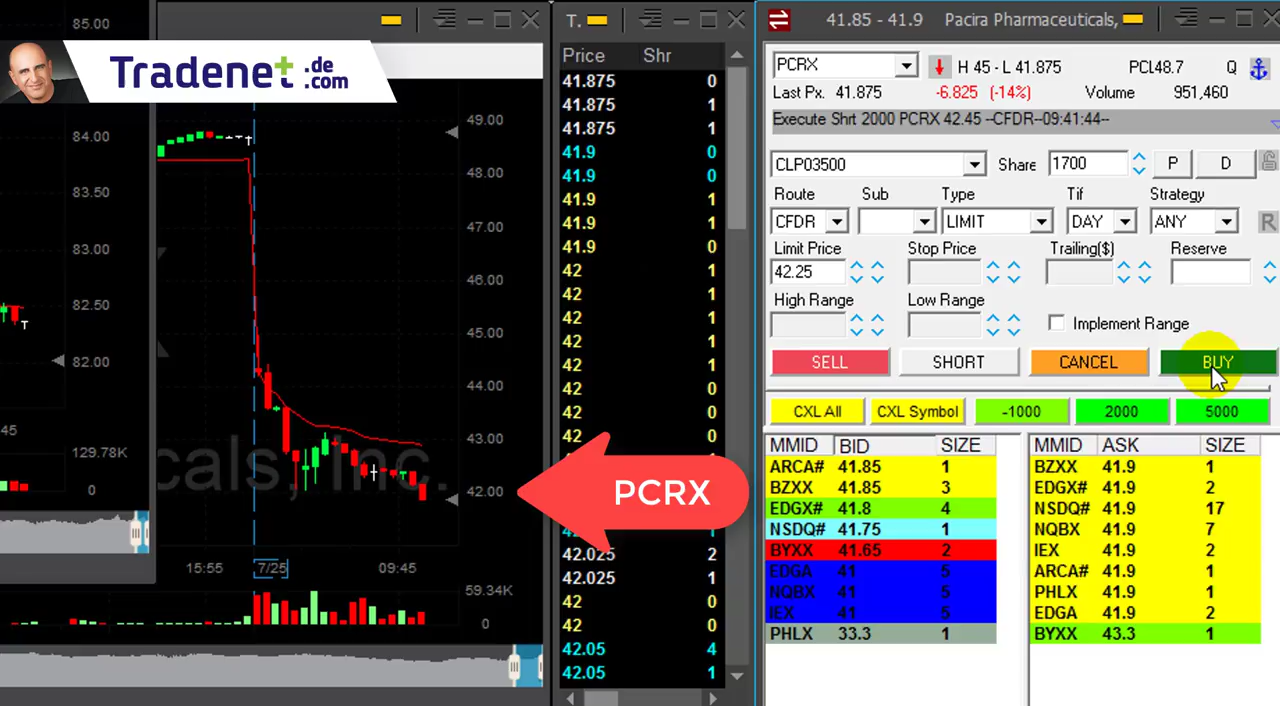 85.00
84.00
83.50
83.00
82.50
82.00
129.78K
0
Tradenet .de
.com
49.00
48.00
47.00
46.00
45.00
44.00
43.00
42.00
15:55 7/25 09:45
59.34K
0
PCRX
T.
Price Shr
41.875 0
41.875 1
41.875 1
41.9 0
41.9 0
41.9 1
41.9 1
41.9 0
42 1
42 1
42 1
42 1
42 1
42 0
42 0
42 0
42.025 2
42.025 1
42 0
42 0
42.05 4
42.05 1
41.85 - 41.9 Pacira Pharmaceuticals,
PCRX H 45 - L 41.875 PCL48.7 Q
Last Px. 41.875 -6.825 (-14%) Volume 951,460
Execute Shrt 2000 PCRX 42.45 --CFDR--09:41:44--
CLP03500 Share 1700 P D
Route Sub Type Tif Strategy
CFDR LIMIT DAY ANY R
Limit Price Stop Price Trailing($) Reserve
42.25
High Range Low Range
Implement Range
SELL SHORT CANCEL BUY
CXL All CXL Symbol -1000 2000 5000
MMID BID SIZE MMID ASK SIZE
ARCA# 41.85 1 BZXX 41.9 1
BZXX 41.85 3 EDGX# 41.9 2
EDGX# 41.8 4 NSDQ# 41.9 17
NSDQ# 41.75 1 NQBX 41.9 7
BYXX 41.65 2 IEX 41.9 2
EDGA 41 5 ARCA# 41.9 1
NQBX 41 5 PHLX 41.9 1
IEX 41 5 EDGA 41.9 2
PHLX 33.3 1 BYXX 43.3 1